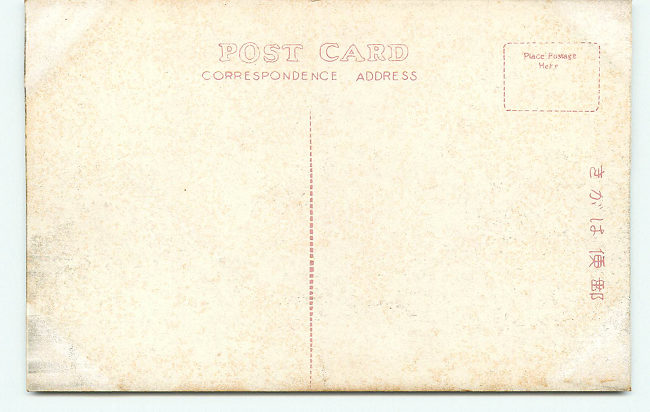 POST CARD
CORRESPONDENCE ADDRESS
Place Postage
Here
郵便はがき